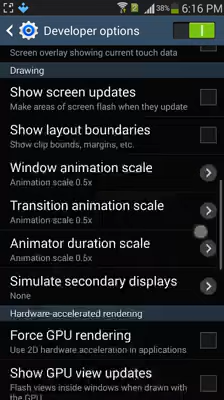 38% 6:16 PM
Developer options
Screen overlay showing current touch data
Drawing
Show screen updates
Make areas of screen flash when they update
Show layout boundaries
Show clip bounds, margins, etc.
Window animation scale
Animation scale 0.5x
Transition animation scale
Animation scale 0.5x
Animator duration scale
Animation scale 0.5x
Simulate secondary displays
None
Hardware-accelerated rendering
Force GPU rendering
Use 2D hardware acceleration in applications
Show GPU view updates
Flash views inside windows when drawn with
the GPU